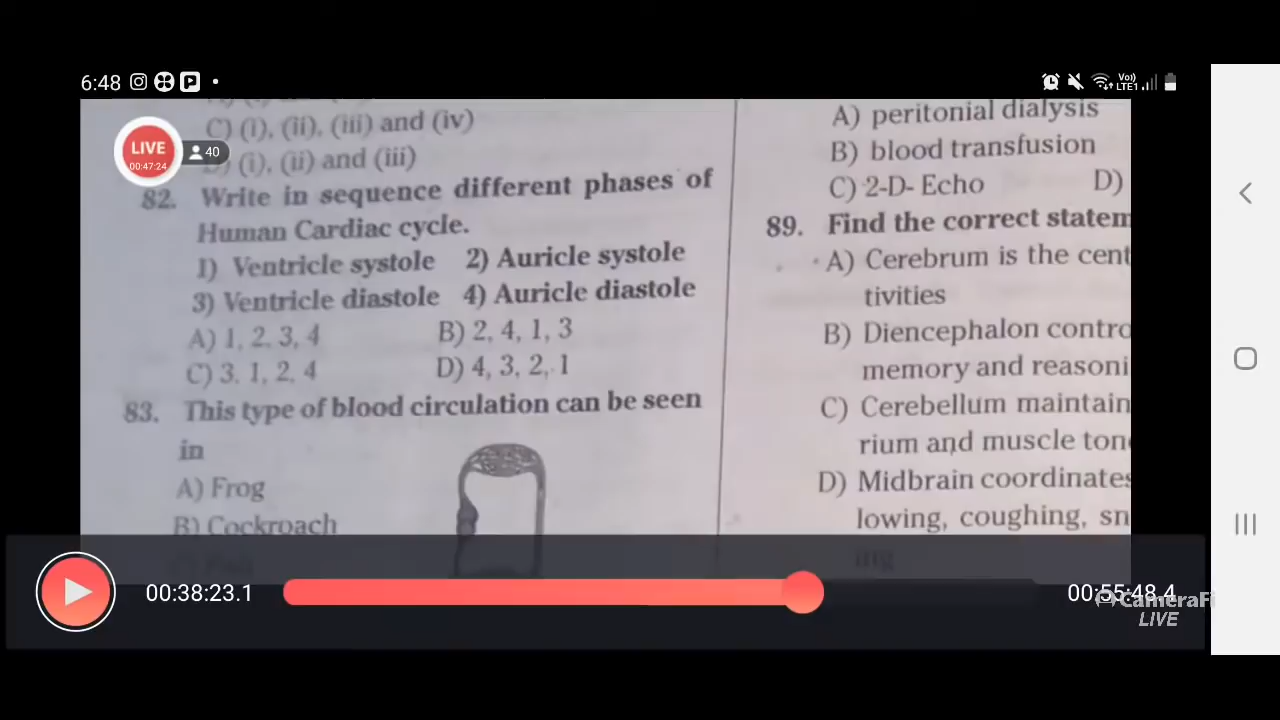 6:48
Vo)
LTE1
LIVE
00:47:24
40
C) (i), (ii), (iii) and (iv)
(i), (ii) and (iii)
82. Write in sequence different phases of
Human Cardiac cycle.
1) Ventricle systole 2) Auricle systole
3) Ventricle diastole 4) Auricle diastole
A) 1, 2, 3, 4 B) 2, 4, 1, 3
C) 3, 1, 2, 4 D) 4, 3, 2, 1
83. This type of blood circulation can be seen
in
A) Frog
B) Cockroach
A) peritonial dialysis
B) blood transfusion
C) 2-D- Echo D)
89. Find the correct statem
A) Cerebrum is the cent
tivities
B) Diencephalon contro
memory and reasoni
C) Cerebellum maintain
rium and muscle ton
D) Midbrain coordinates
lowing, coughing, sn
ing
00:38:23.1
00:55:48.4
CameraFi
LIVE